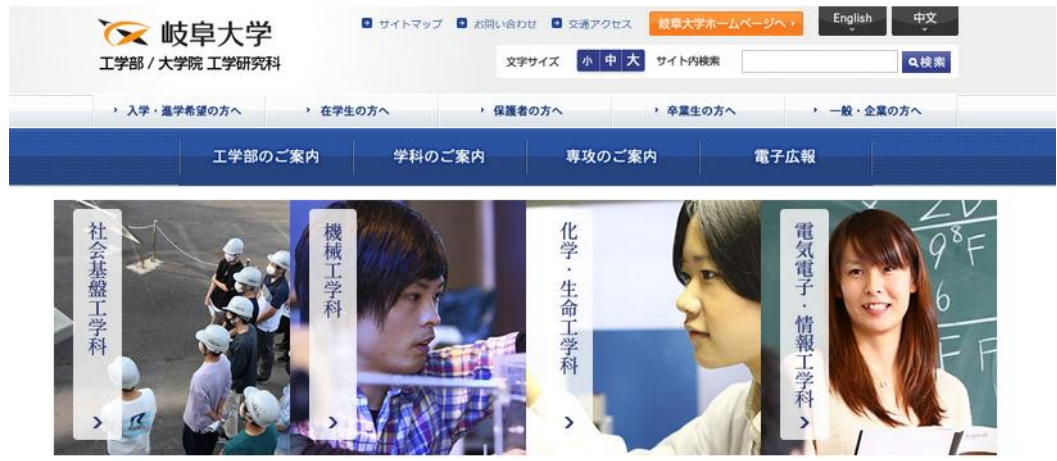 岐阜大学
工学部 / 大学院 工学研究科
サイトマップ お問い合わせ 交通アクセス 岐阜大学ホームページへ English 中文
文字サイズ 小 中 大 サイト内検索 検索
入学・進学希望の方へ 在学生の方へ 保護者の方へ 卒業生の方へ 一般・企業の方へ
工学部のご案内 学科のご案内 専攻のご案内 電子広報
社会基盤工学科
機械工学科
化学・生命工学科
電気電子・情報工学科
9⁸F
6
FF